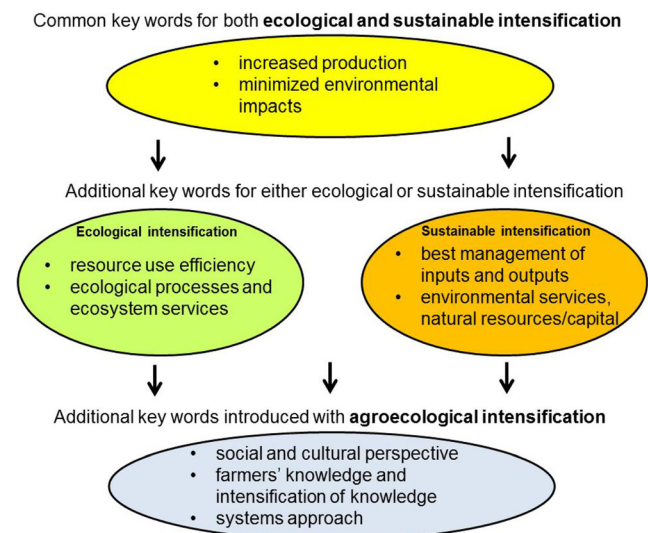 Common key words for both ecological and sustainable intensification
• increased production
• minimized environmental
impacts
Additional key words for either ecological or sustainable intensification
Ecological intensification
• resource use efficiency
• ecological processes and
ecosystem services
Sustainable intensification
• best management of
inputs and outputs
• environmental services,
natural resources/capital
Additional key words introduced with agroecological intensification
• social and cultural perspective
• farmers’ knowledge and
intensification of knowledge
• systems approach